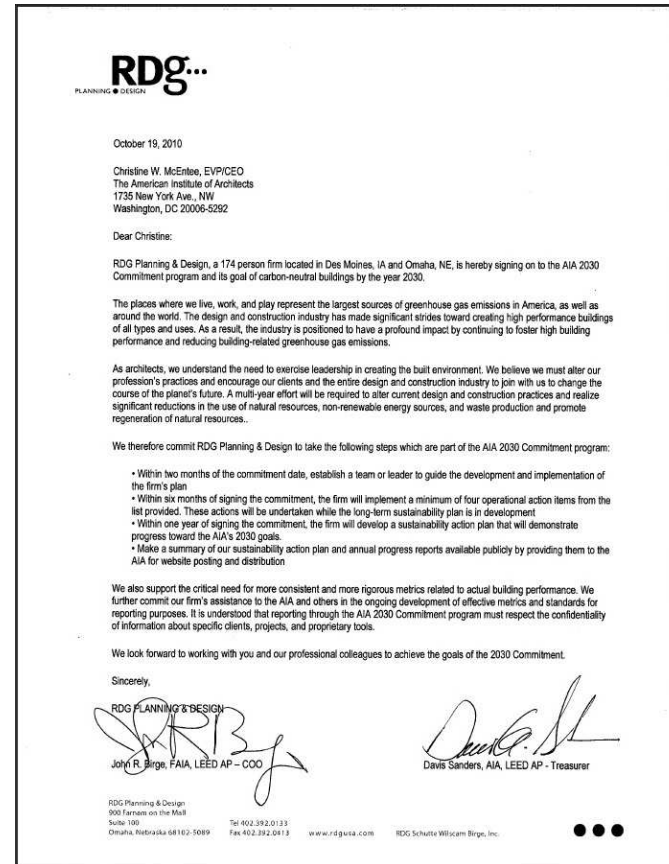 RDg...
PLANNING • DESIGN
October 19, 2010
Christine W. McEntee, EVP/CEO
The American Institute of Architects
1735 New York Ave., NW
Washington, DC 20006-5292
Dear Christine:
RDG Planning & Design, a 174 person firm located in Des Moines, IA and Omaha, NE, is hereby signing on to the AIA 2030
Commitment program and its goal of carbon-neutral buildings by the year 2030.
The places where we live, work, and play represent the largest sources of greenhouse gas emissions in America, as well as
around the world. The design and construction industry has made significant strides toward creating high performance buildings
of all types and uses. As a result, the industry is positioned to have a profound impact by continuing to foster high building
performance and reducing building-related greenhouse gas emissions.
As architects, we understand the need to exercise leadership in creating the built environment. We believe we must alter our
profession's practices and encourage our clients and the entire design and construction industry to join with us to change the
course of the planet's future. A multi-year effort will be required to alter current design and construction practices and realize
significant reductions in the use of natural resources, non-renewable energy sources, and waste production and promote
regeneration of natural resources..
We therefore commit RDG Planning & Design to take the following steps which are part of the AIA 2030 Commitment program:
• Within two months of the commitment date, establish a team or leader to guide the development and implementation of
the firm's plan
• Within six months of signing the commitment, the firm will implement a minimum of four operational action items from the
list provided. These actions will be undertaken while the long-term sustainability plan is in development
• Within one year of signing the commitment, the firm will develop a sustainability action plan that will demonstrate
progress toward the AIA's 2030 goals.
• Make a summary of our sustainability action plan and annual progress reports available publicly by providing them to the
AIA for website posting and distribution
We also support the critical need for more consistent and more rigorous metrics related to actual building performance. We
further commit our firm's assistance to the AIA and others in the ongoing development of effective metrics and standards for
reporting purposes. It is understood that reporting through the AIA 2030 Commitment program must respect the confidentiality
of information about specific clients, projects, and proprietary tools.
We look forward to working with you and our professional colleagues to achieve the goals of the 2030 Commitment.
Sincerely,
RDG PLANNING & DESIGN
John R. Birge, FAIA, LEED AP – COO
Davis Sanders, AIA, LEED AP - Treasurer
RDG Planning & Design
900 Farnam on the Mall
Suite 100 Tel 402.392.0133
Omaha, Nebraska 68102-5089 Fax 402.392.0413 www.rdgusa.com RDG Schutte Wilscam Birge, Inc.